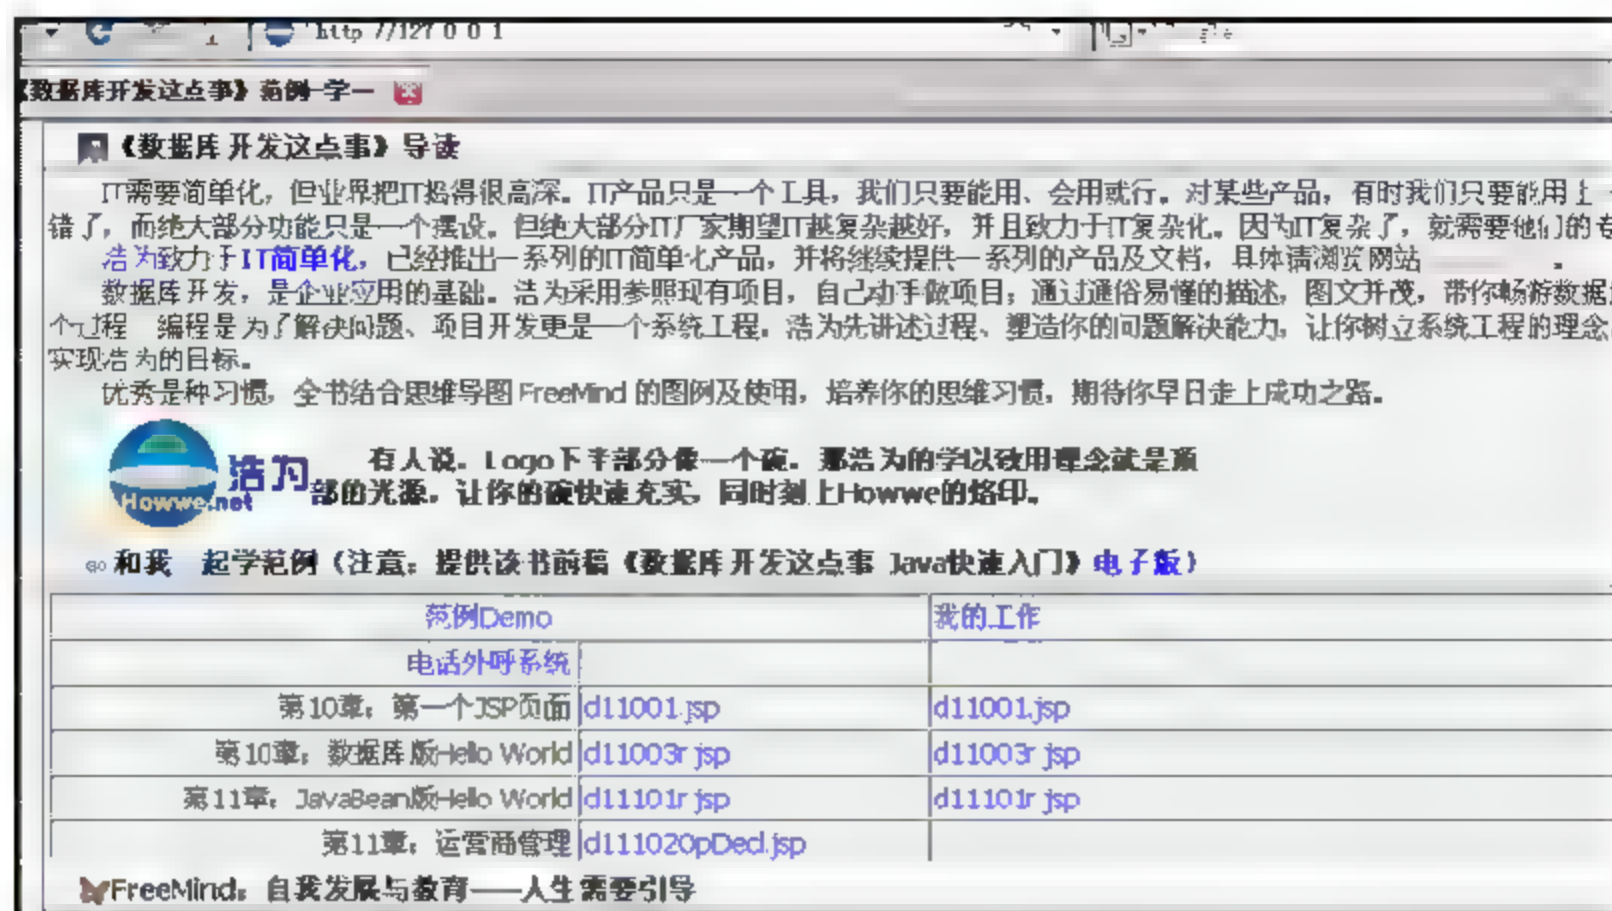 http //127 0 0 1
《数据库开发这点事》范例-学一
《数据库开发这点事》导读
IT需要简单化，但业界把IT捣得很高深。IT产品只是一个工具，我们只要能用、会用或行。对某些产品，有时我们只要能用上
错了，而绝大部分功能只是一个摆设。但绝大部分IT厂家期望IT越复杂越好，并且致力于IT复杂化。因为IT复杂了，就需要他们的专
浩为致力于IT简单化，已经推出一系列的IT简单化产品，并将继续提供一系列的产品及文档，具体请浏览网站 。
数据库开发，是企业应用的基础。浩为采用参照现有项目，自己动手做项目；通过通俗易懂的描述，图文并茂，带你畅游数据
个过程 编程是为了解决问题、项目开发更是一个系统工程。浩为先讲述过程、塑造你的问题解决能力，让你树立系统工程的理念
实现浩为的目标。
优秀是种习惯，全书结合思维导图 FreeMind 的图例及使用，培养你的思维习惯，期待你早日走上成功之路。
浩为
Howwe.net
有人说。Logo下半部分像一个碗。那浩为的学以致用理念就是顶
部的光源，让你的碗快速充实，同时刻上Howwe的烙印。
GO 和我 起学范例（注意：提供该书前稿《数据库开发这点事 Java快速入门》电子版）
范例Demo 我的工作
电话外呼系统
第10章：第一个JSP页面 d11001.jsp d11001.jsp
第10章：数据库版Hello World d11003r jsp d11003r jsp
第11章：JavaBean版Hello World d11101r jsp d11101r jsp
第11章：运营商管理 d111020pDecl.jsp
FreeMind：自我发展与教育——人生需要引导